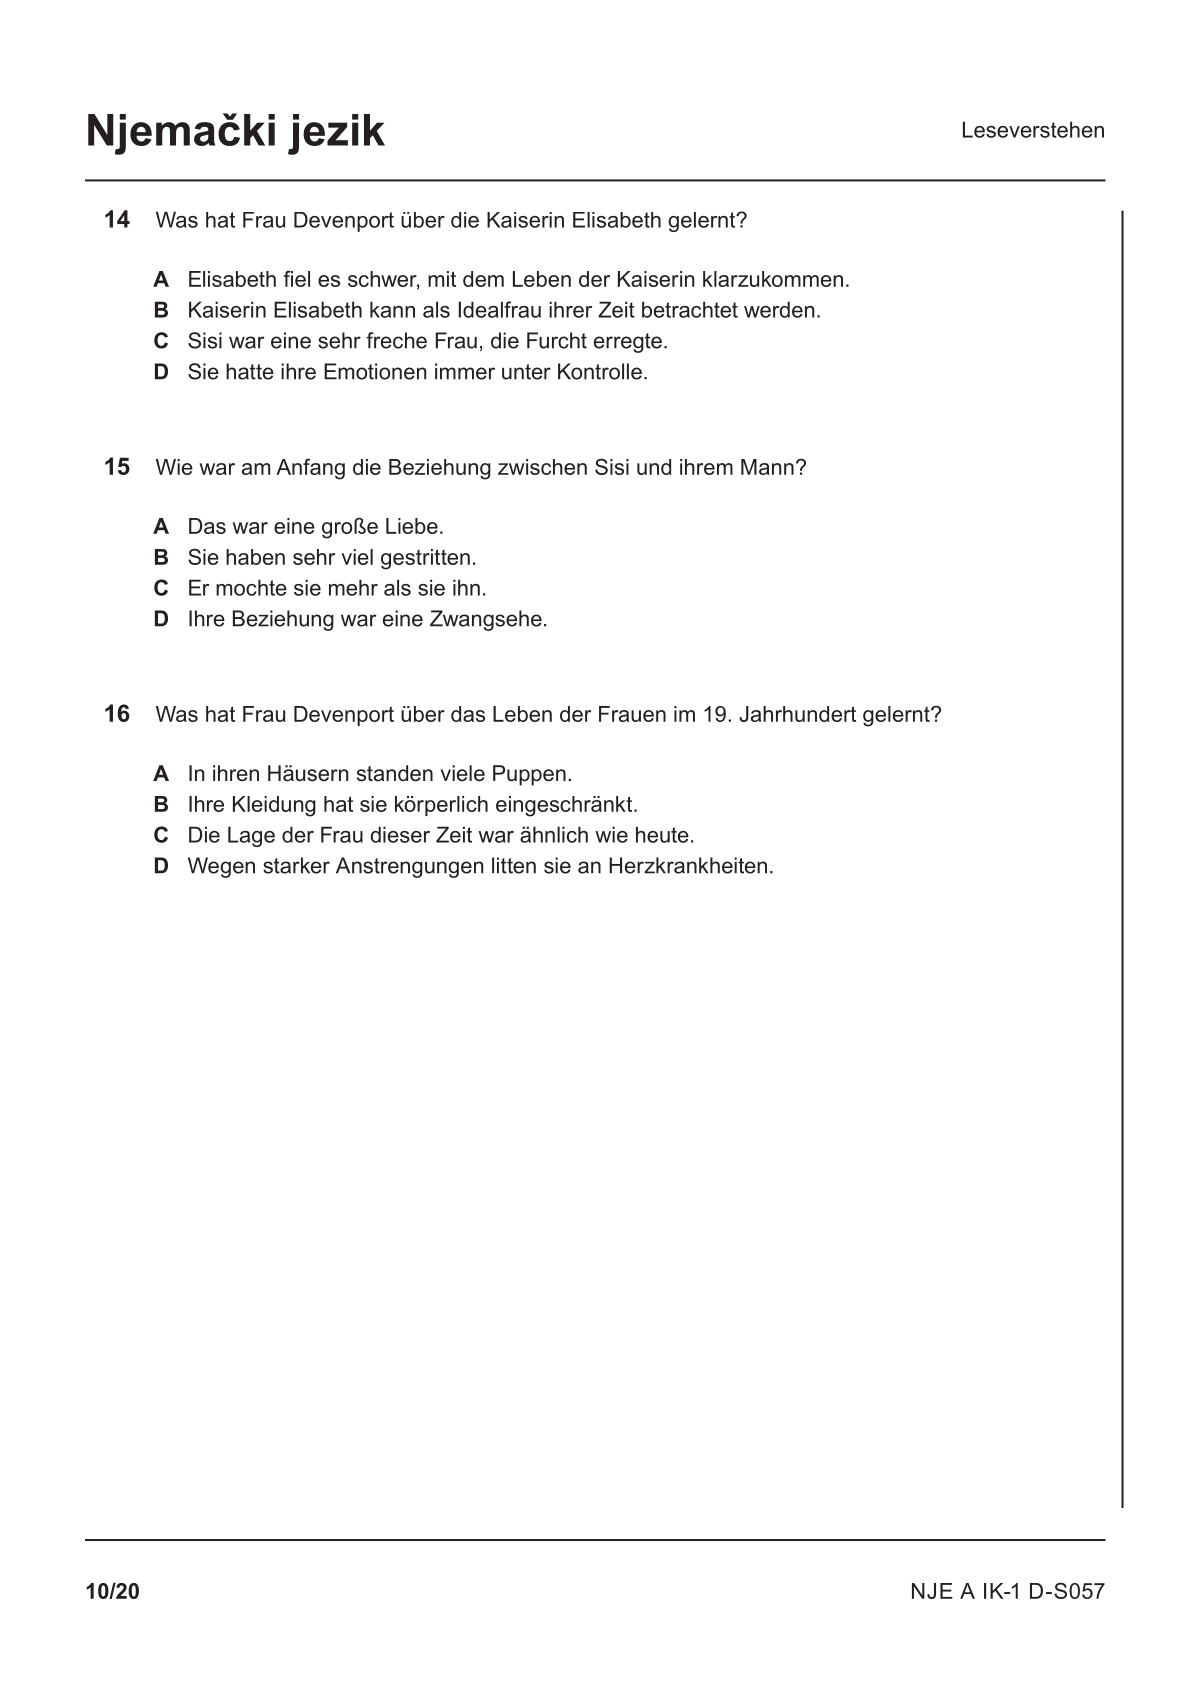 Njemački jezik
Leseverstehen
14 Was hat Frau Devenport über die Kaiserin Elisabeth gelernt?
A Elisabeth fiel es schwer, mit dem Leben der Kaiserin klarzukommen.
B Kaiserin Elisabeth kann als Idealfrau ihrer Zeit betrachtet werden.
C Sisi war eine sehr freche Frau, die Furcht erregte.
D Sie hatte ihre Emotionen immer unter Kontrolle.
15 Wie war am Anfang die Beziehung zwischen Sisi und ihrem Mann?
A Das war eine große Liebe.
B Sie haben sehr viel gestritten.
C Er mochte sie mehr als sie ihn.
D Ihre Beziehung war eine Zwangsehe.
16 Was hat Frau Devenport über das Leben der Frauen im 19. Jahrhundert gelernt?
A In ihren Häusern standen viele Puppen.
B Ihre Kleidung hat sie körperlich eingeschränkt.
C Die Lage der Frau dieser Zeit war ähnlich wie heute.
D Wegen starker Anstrengungen litten sie an Herzkrankheiten.
10/20
NJE A IK-1 D-S057